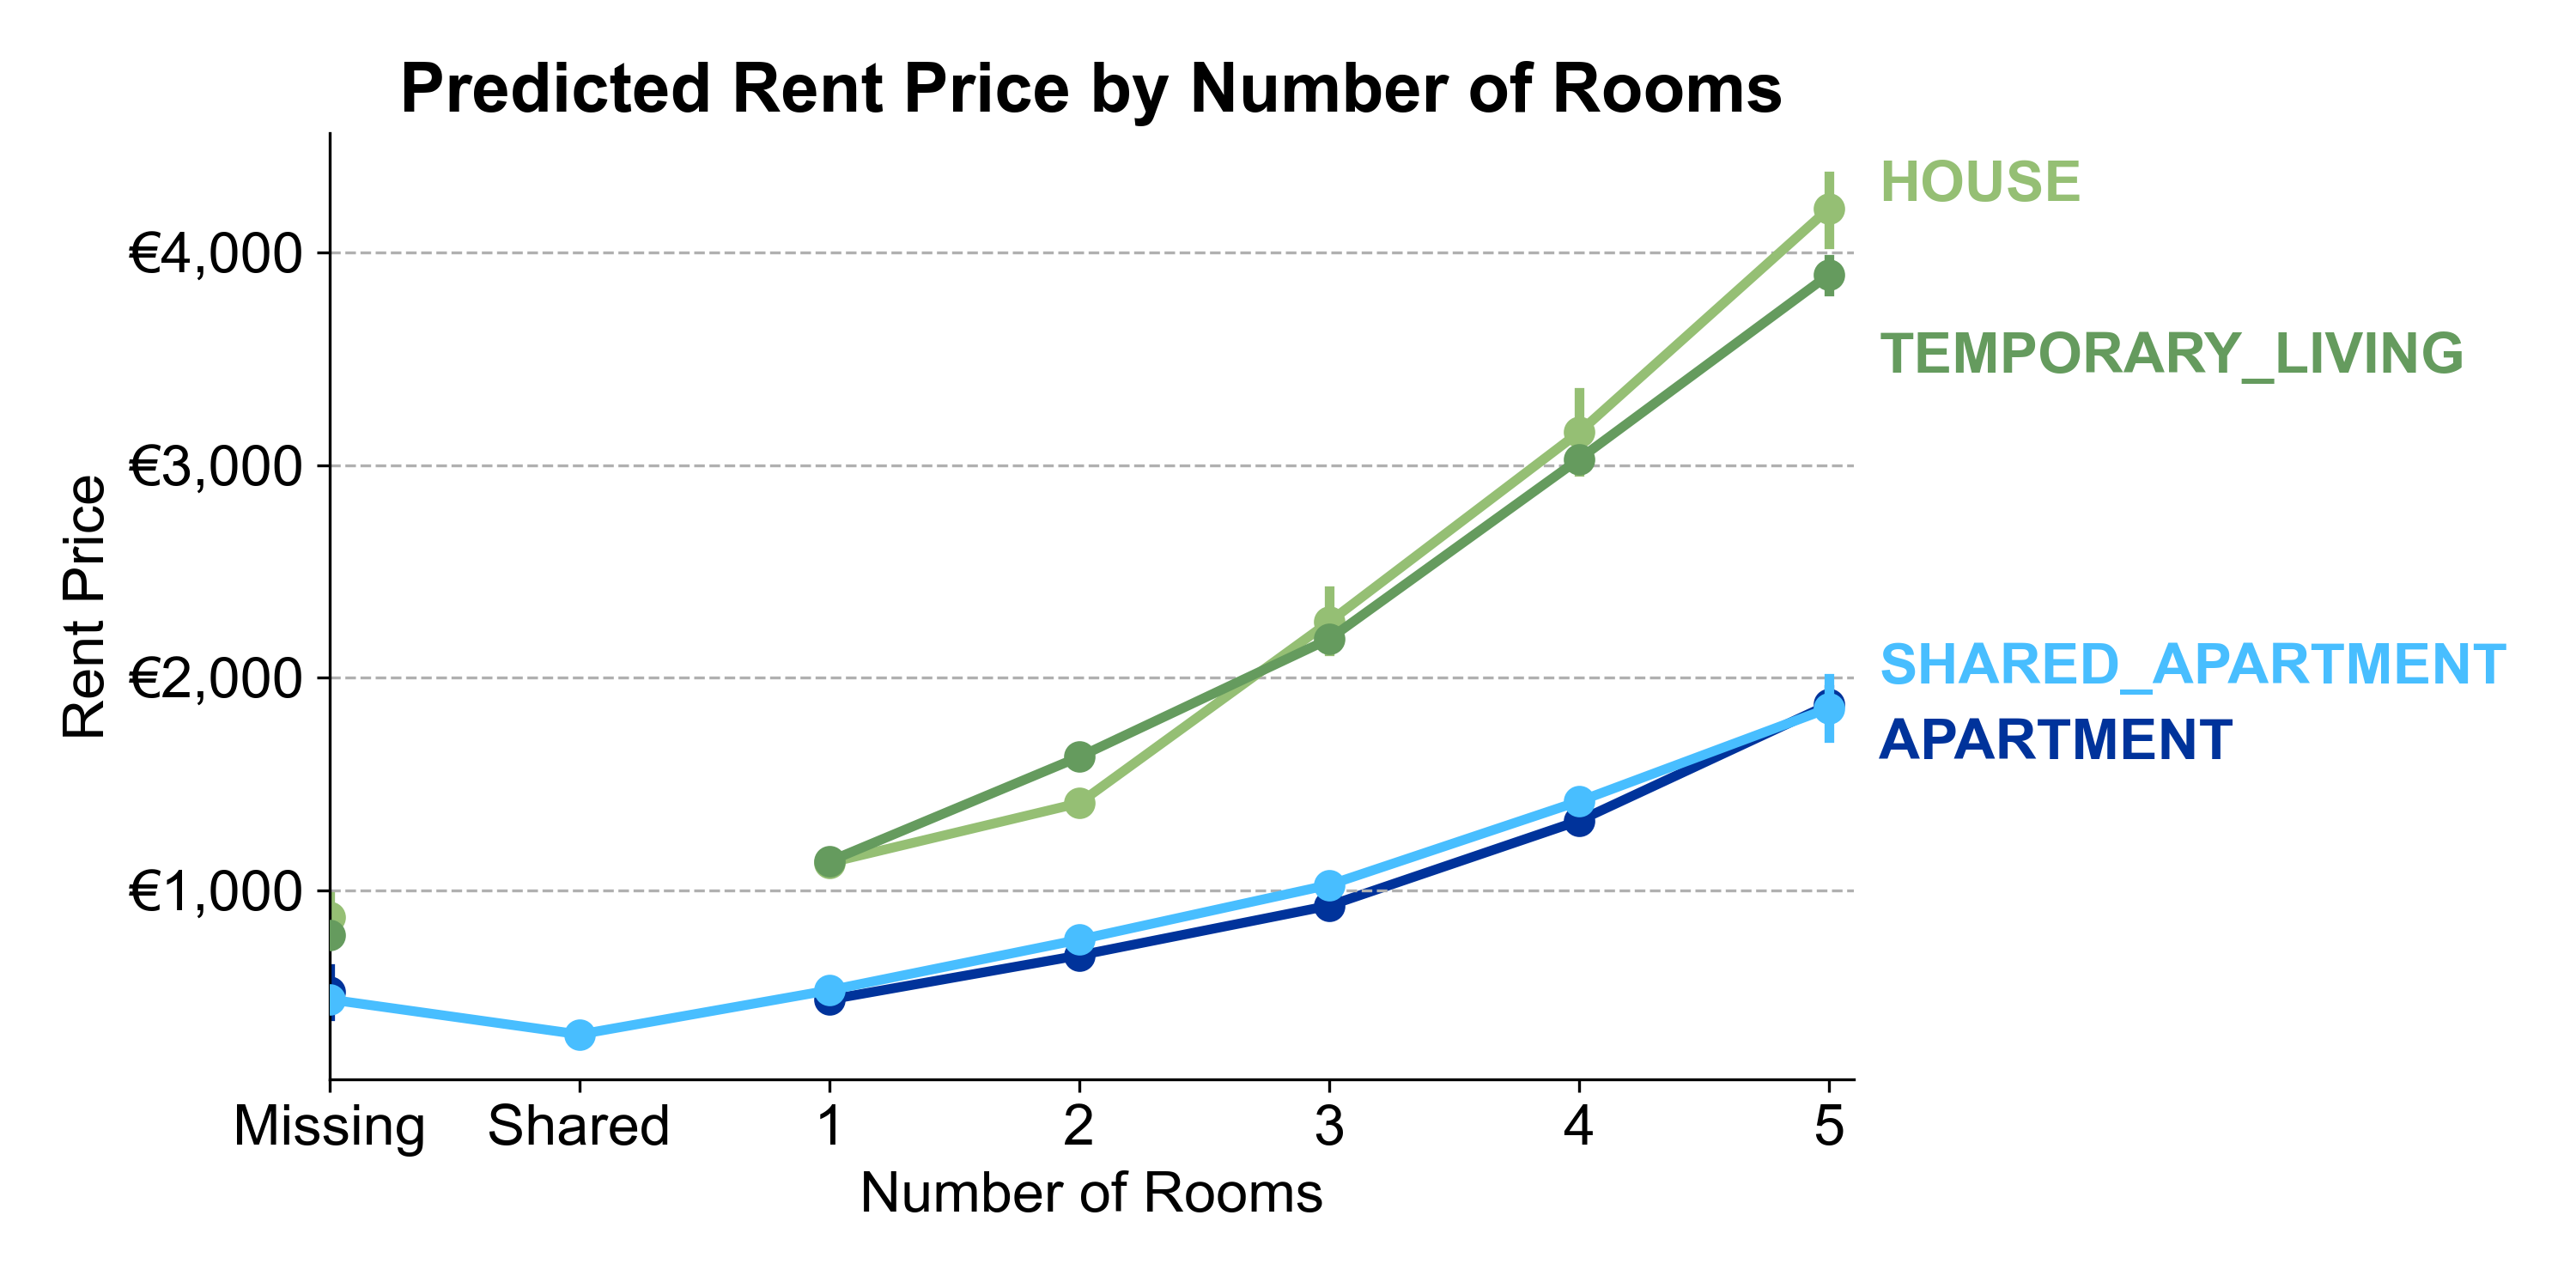 Predicted Rent Price by Number of Rooms
HOUSE
TEMPORARY_LIVING
SHARED_APARTMENT
APARTMENT
Rent Price
€4,000
€3,000
€2,000
€1,000
Missing Shared 1 2 3 4 5
Number of Rooms